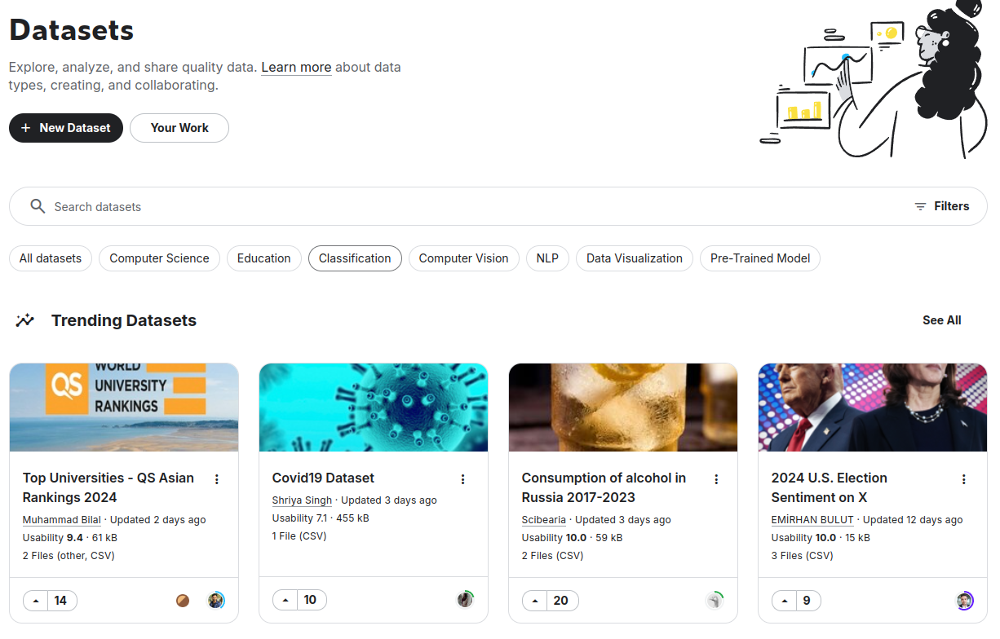 Datasets
Explore, analyze, and share quality data. Learn more about data
types, creating, and collaborating.
+ New Dataset
Your Work
Search datasets
Filters
All datasets
Computer Science
Education
Classification
Computer Vision
NLP
Data Visualization
Pre-Trained Model
Trending Datasets
See All
QS
WORLD
UNIVERSITY
RANKINGS
Top Universities - QS Asian
Rankings 2024
Muhammad Bilal · Updated 2 days ago
Usability 9.4 · 61 kB
2 Files (other, CSV)
14
Covid19 Dataset
Shriya Singh · Updated 3 days ago
Usability 7.1 · 455 kB
1 File (CSV)
10
Consumption of alcohol in
Russia 2017-2023
Scibearia · Updated 3 days ago
Usability 10.0 · 59 kB
2 Files (CSV)
20
2024 U.S. Election
Sentiment on X
EMİRHAN BULUT · Updated 12 days ago
Usability 10.0 · 15 kB
3 Files (CSV)
9